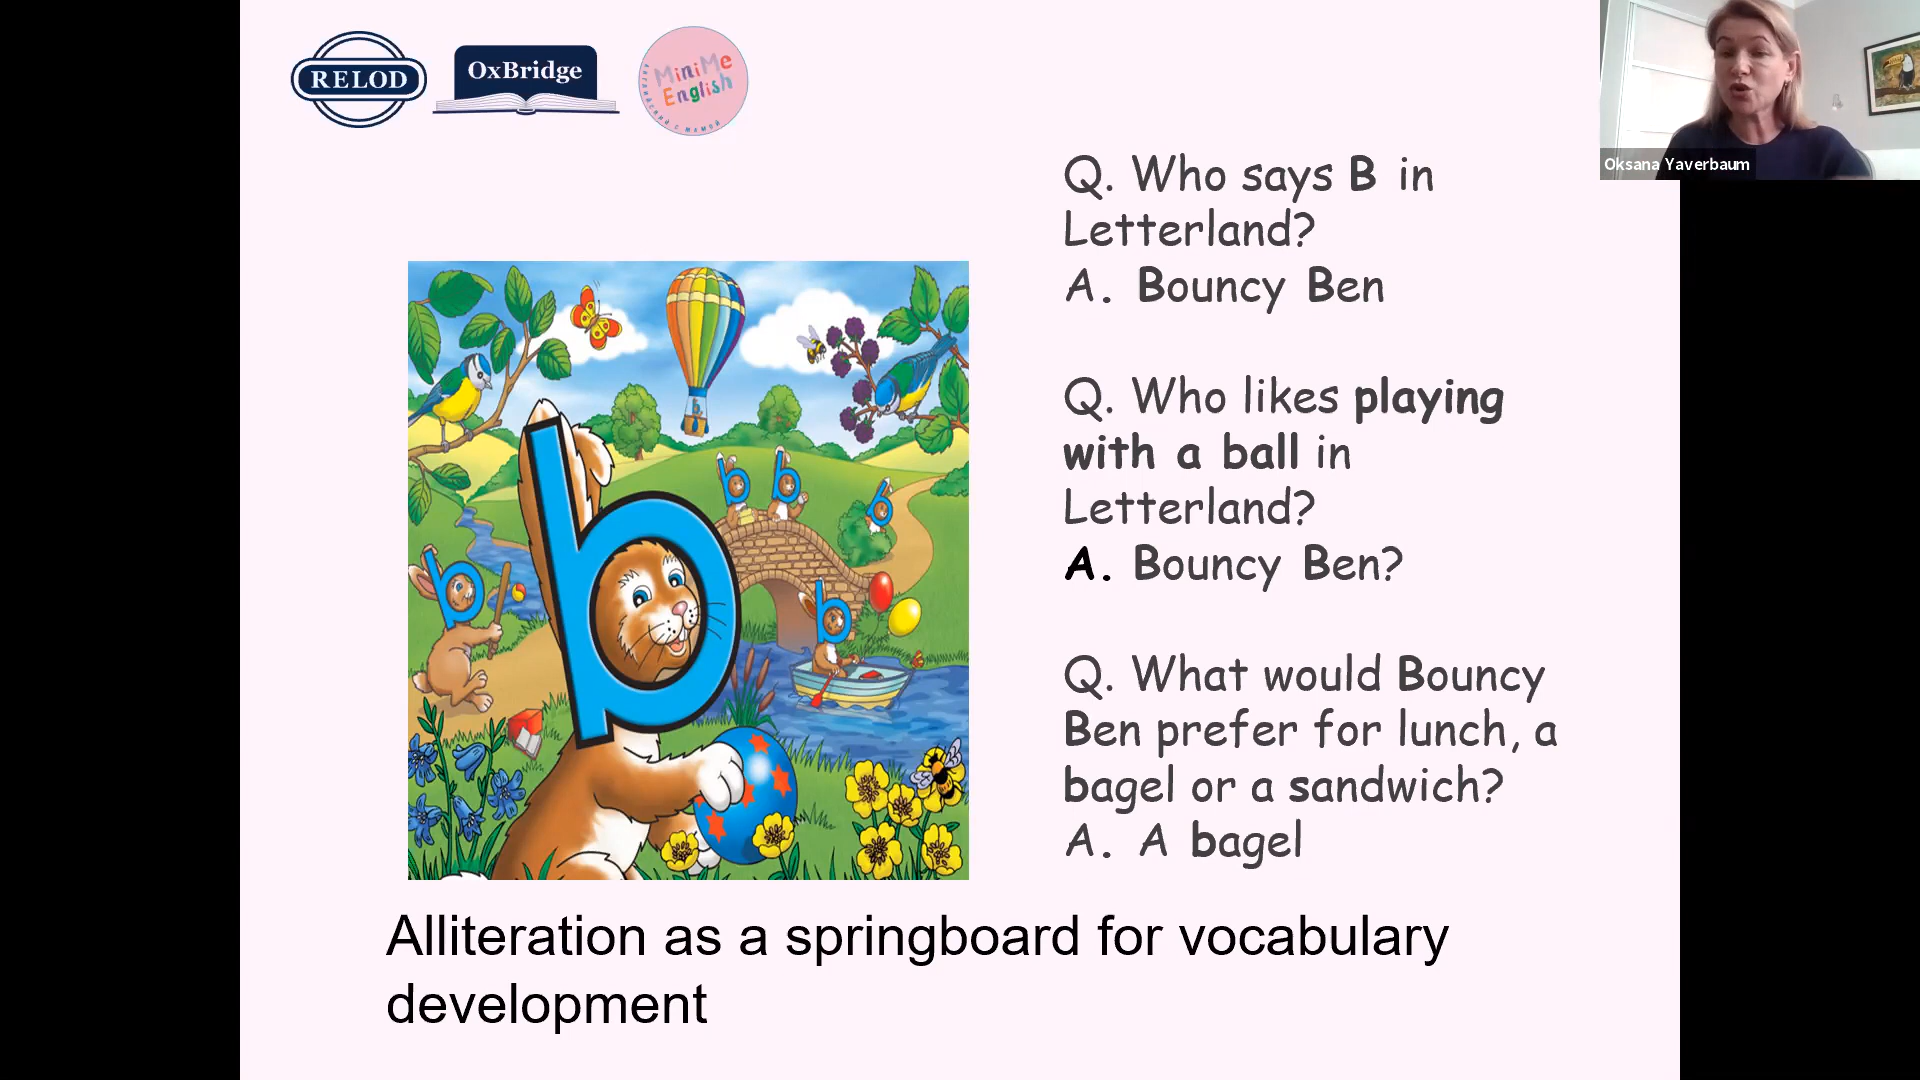 RELOD
OxBridge
MiniMe
English
АНГЛИЙСКИЙ С МАМОЙ
Oksana Yaverbaum
Q. Who says B in
Letterland?
A. Bouncy Ben
Q. Who likes playing
with a ball in
Letterland?
A. Bouncy Ben?
Q. What would Bouncy
Ben prefer for lunch, a
bagel or a sandwich?
A. A bagel
b
b
b
b
b
b
Alliteration as a springboard for vocabulary
development